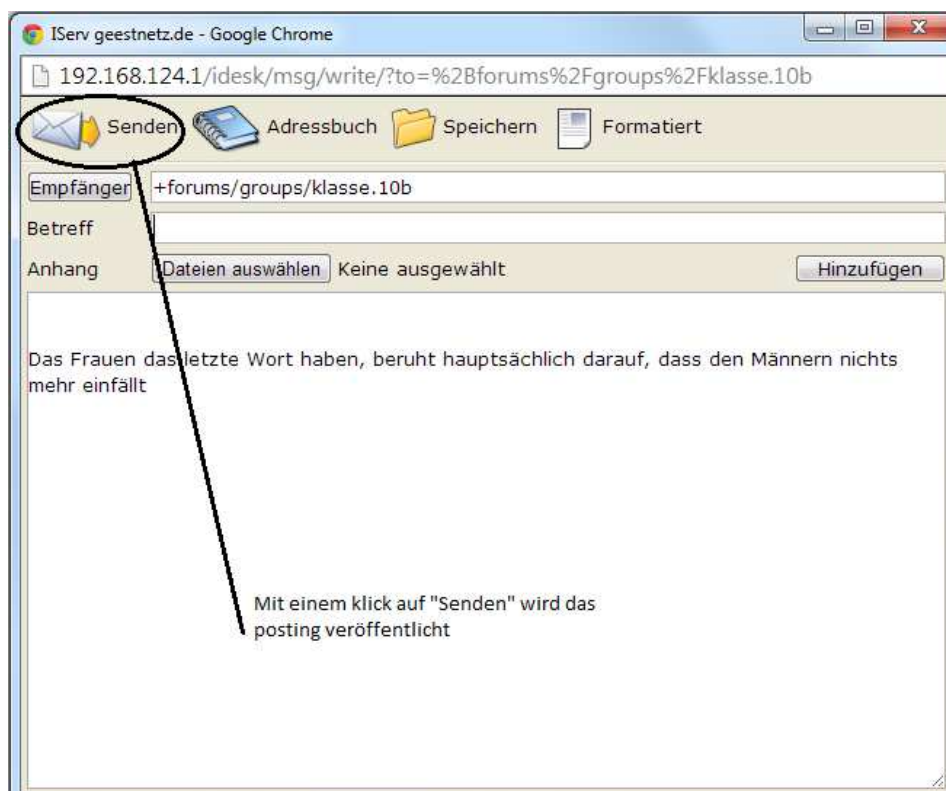 IServ geestnetz.de - Google Chrome
192.168.124.1/idesk/msg/write/?to=%2Bforums%2Fgroups%2Fklasse.10b
Senden Adressbuch Speichern Formatiert
Empfänger +forums/groups/klasse.10b
Betreff
Anhang Dateien auswählen Keine ausgewählt Hinzufügen
Das Frauen das letzte Wort haben, beruht hauptsächlich darauf, dass den Männern nichts
mehr einfällt
Mit einem klick auf "Senden" wird das
posting veröffentlicht